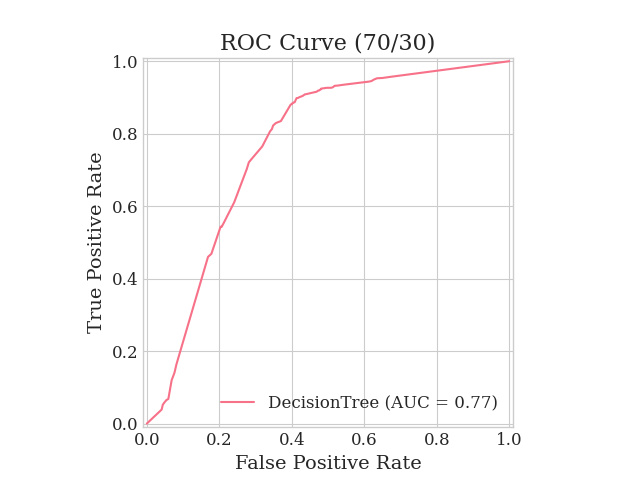 ROC Curve (70/30)
True Positive Rate
1.0
0.8
0.6
0.4
0.2
0.0
DecisionTree (AUC = 0.77)
0.0 0.2 0.4 0.6 0.8 1.0
False Positive Rate